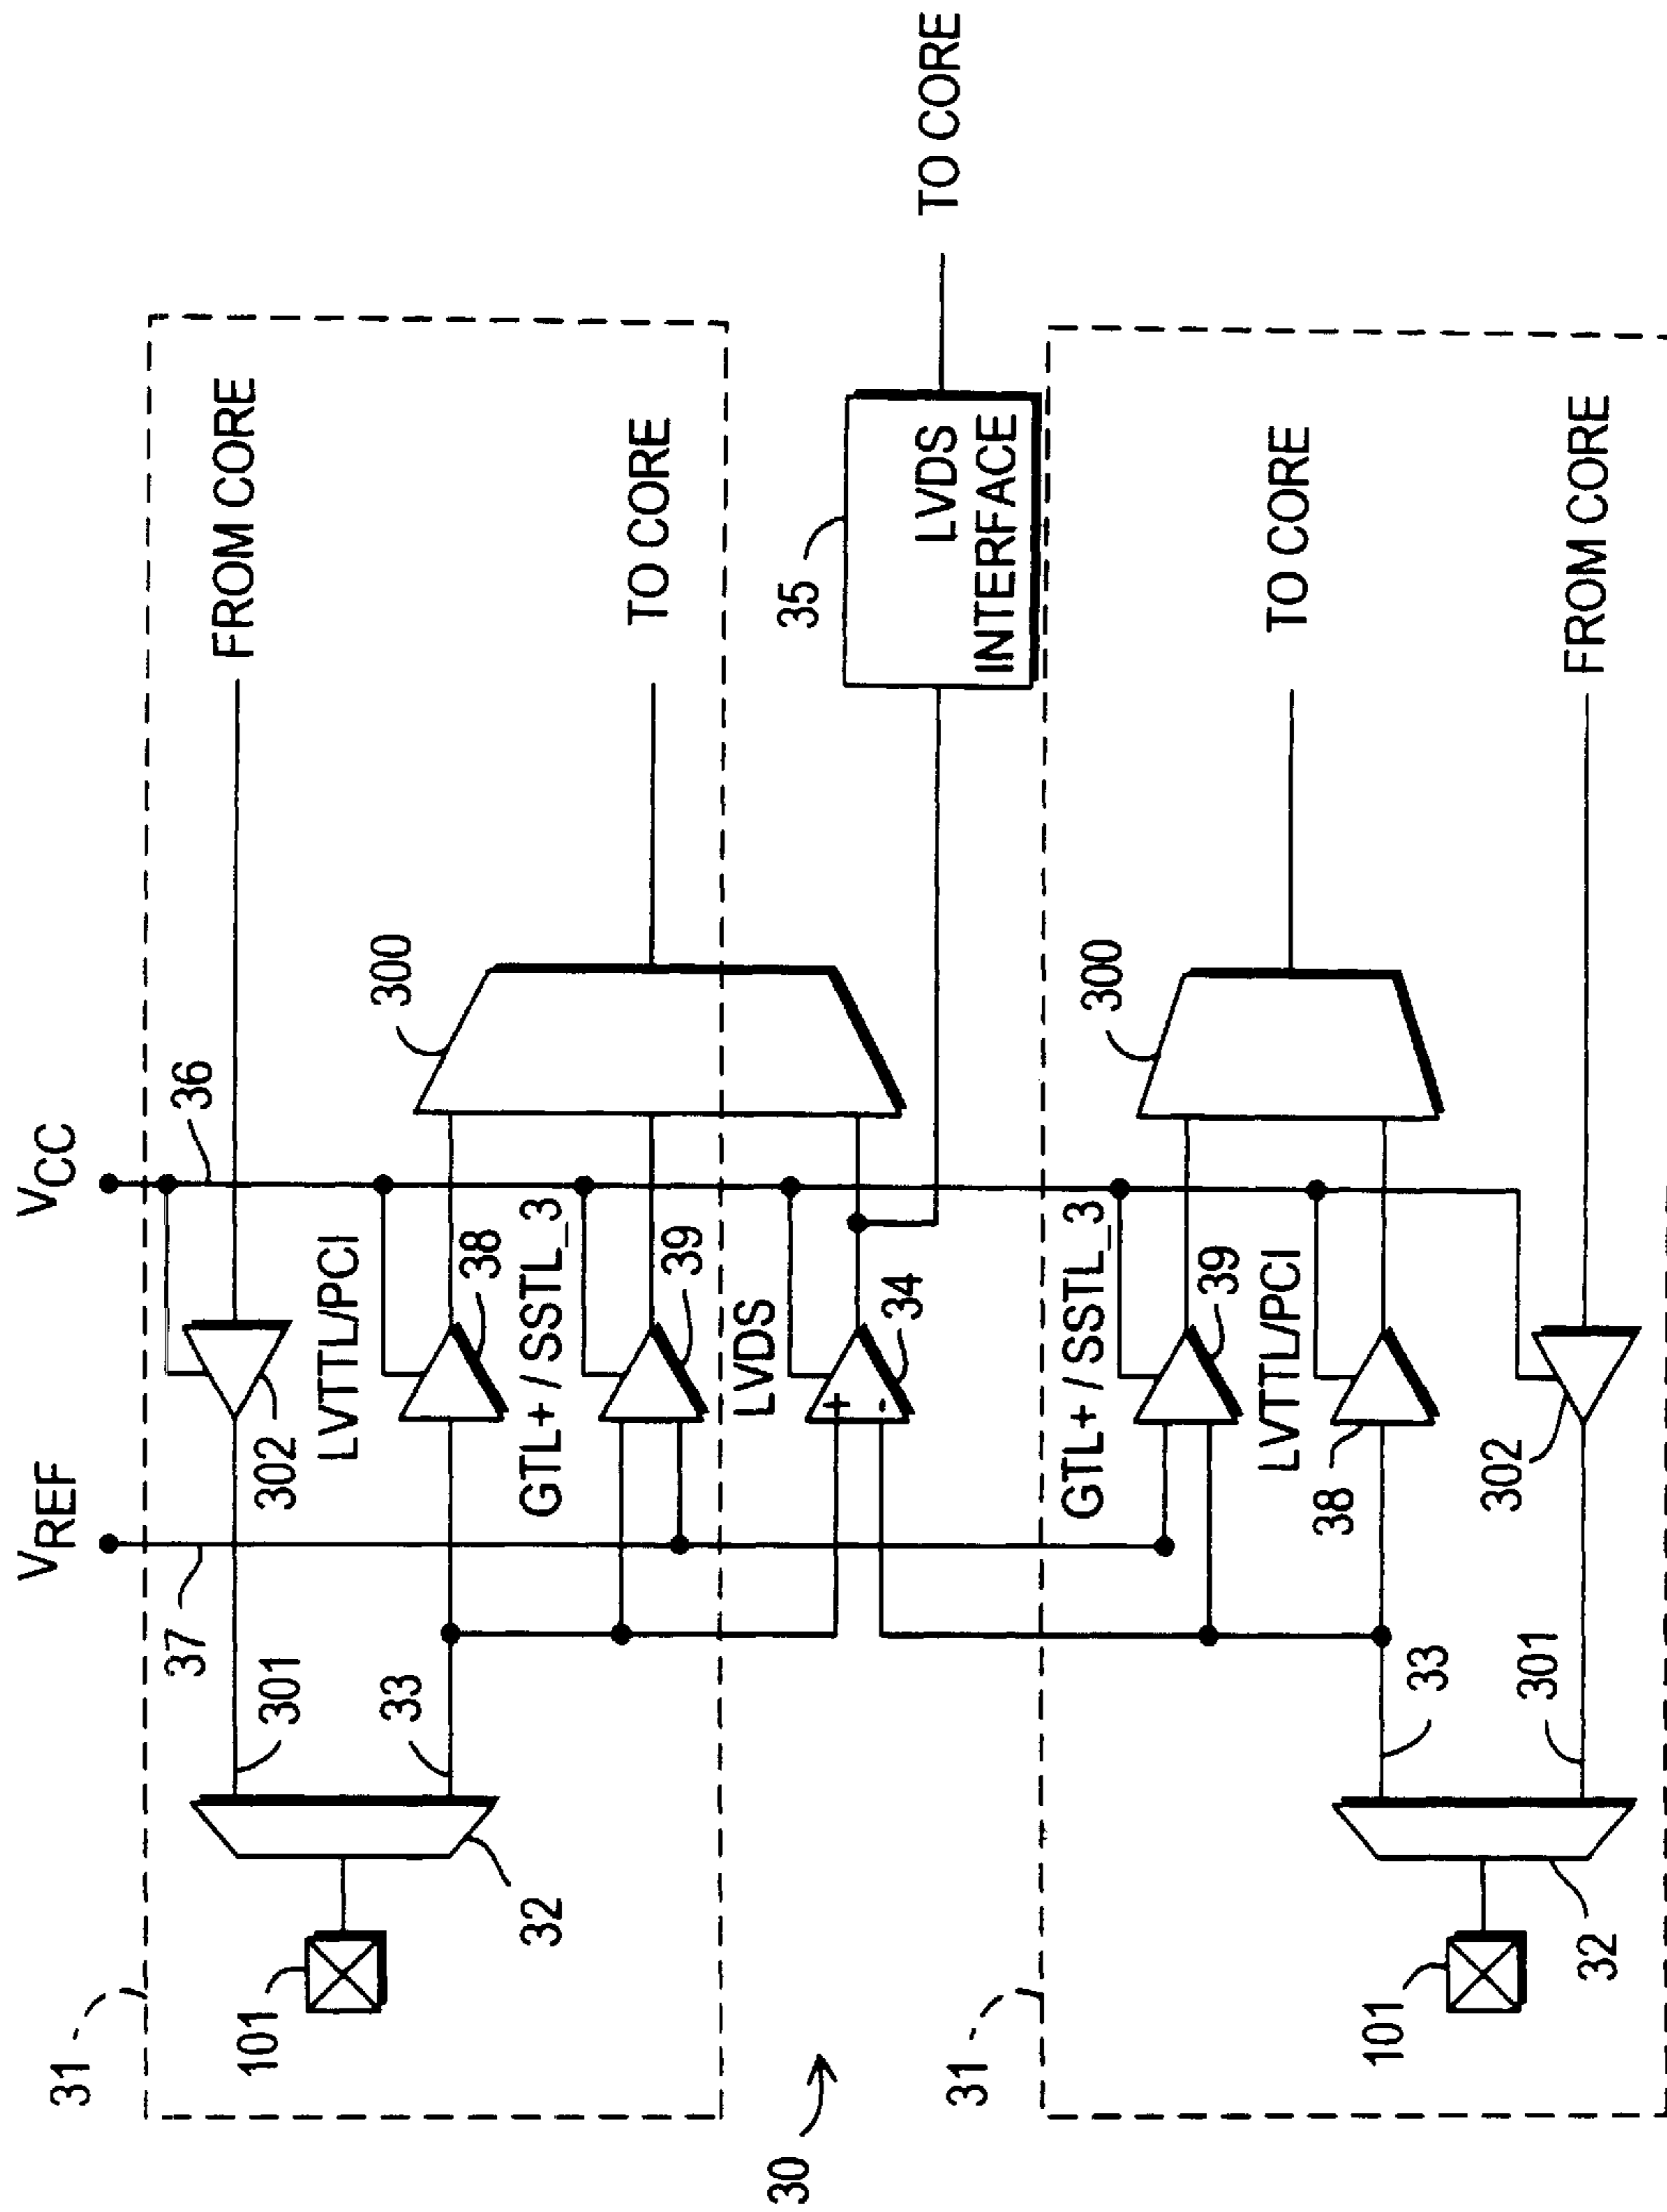 VREF
VCC
37
36
31
301
302
FROM CORE
LVTTL/PCI
33
38
300
TO CORE
101
32
GTL+ / SSTL_3
39
LVDS
34
35
LVDS
INTERFACE
TO CORE
30
31
GTL+ / SSTL_3
39
300
TO CORE
LVTTL/PCI
38
33
101
32
301
302
FROM CORE
+
-